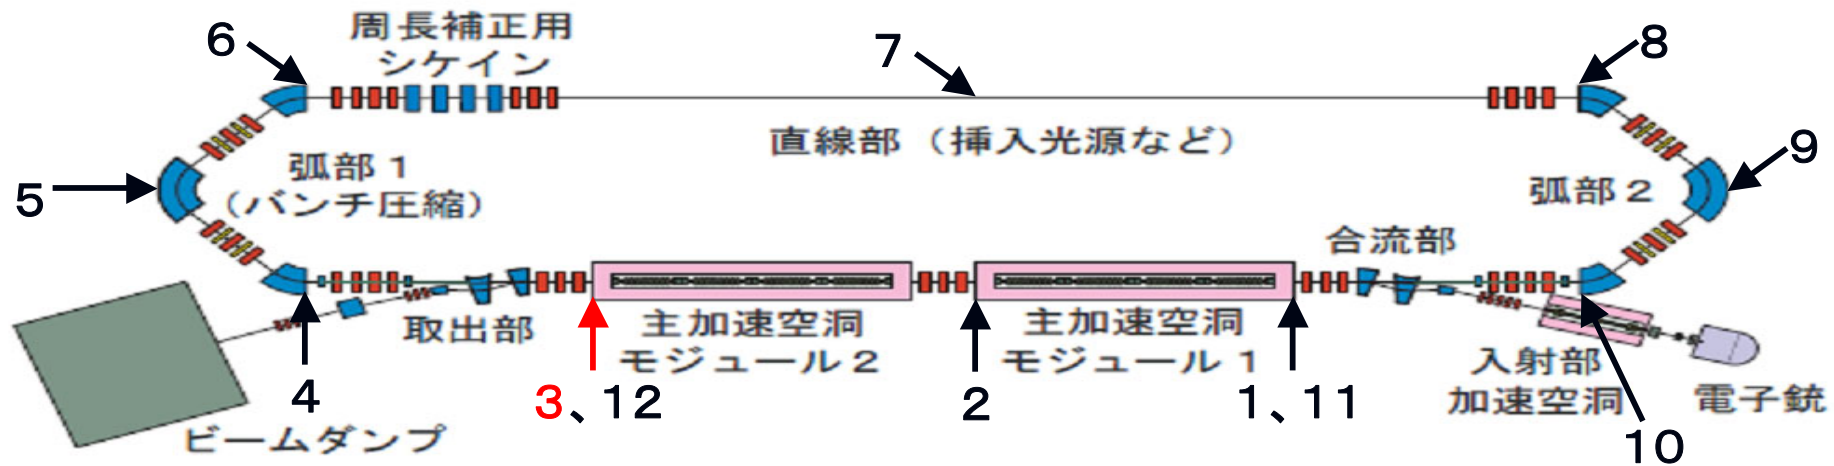 周長補正用
シケイン
6
7
8
直線部（挿入光源など）
弧部１
（バンチ圧縮）
5
9
弧部２
合流部
取出部
主加速空洞
モジュール２
主加速空洞
モジュール１
入射部
加速空洞
電子銃
4
3、12
2
1、11
10
ビームダンプ